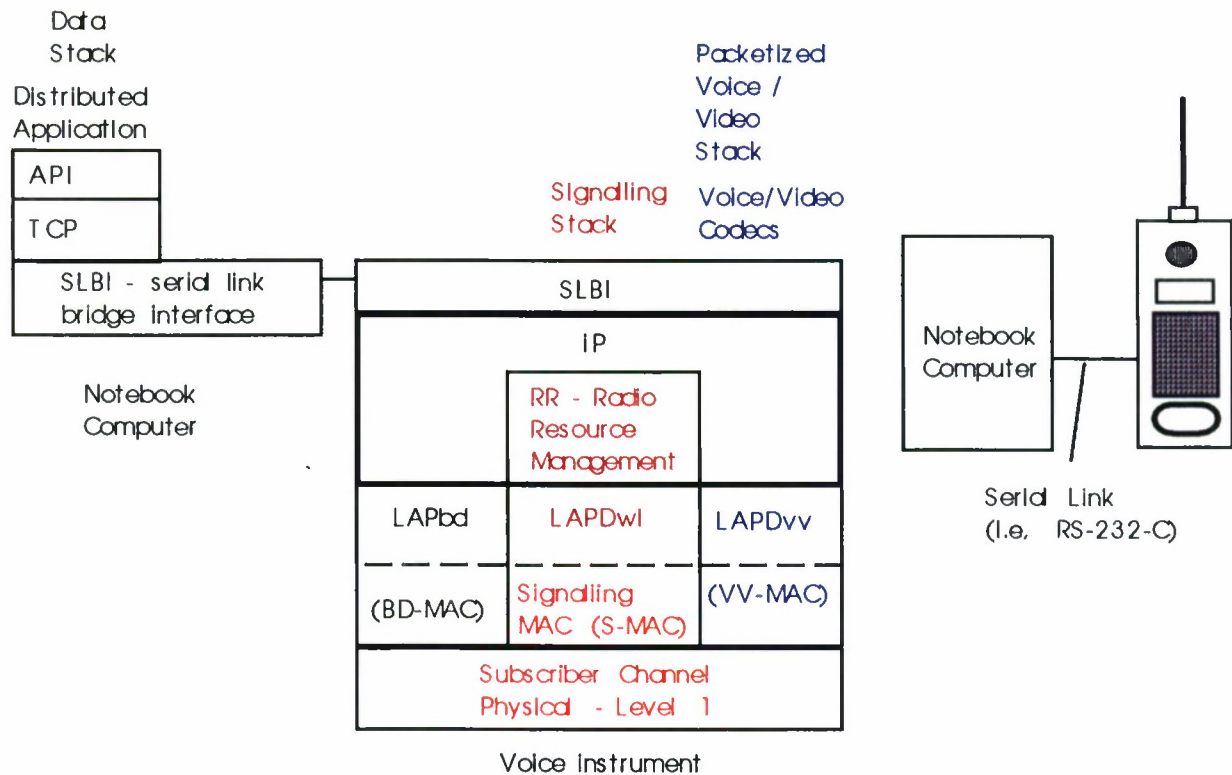 Data
Stack
Distributed
Application
API
TCP
SLBI - serial link
bridge interface
Notebook
Computer
Packetized
Voice /
Video
Stack
Signalling
Stack
Voice/Video
Codecs
SLBI
IP
RR - Radio
Resource
Management
LAPbd
LAPDwl
LAPDvv
(BD-MAC)
Signalling
MAC (S-MAC)
(VV-MAC)
Subscriber Channel
Physical - Level 1
Voice instrument
Notebook
Computer
Serial Link
(i.e. RS-232-C)